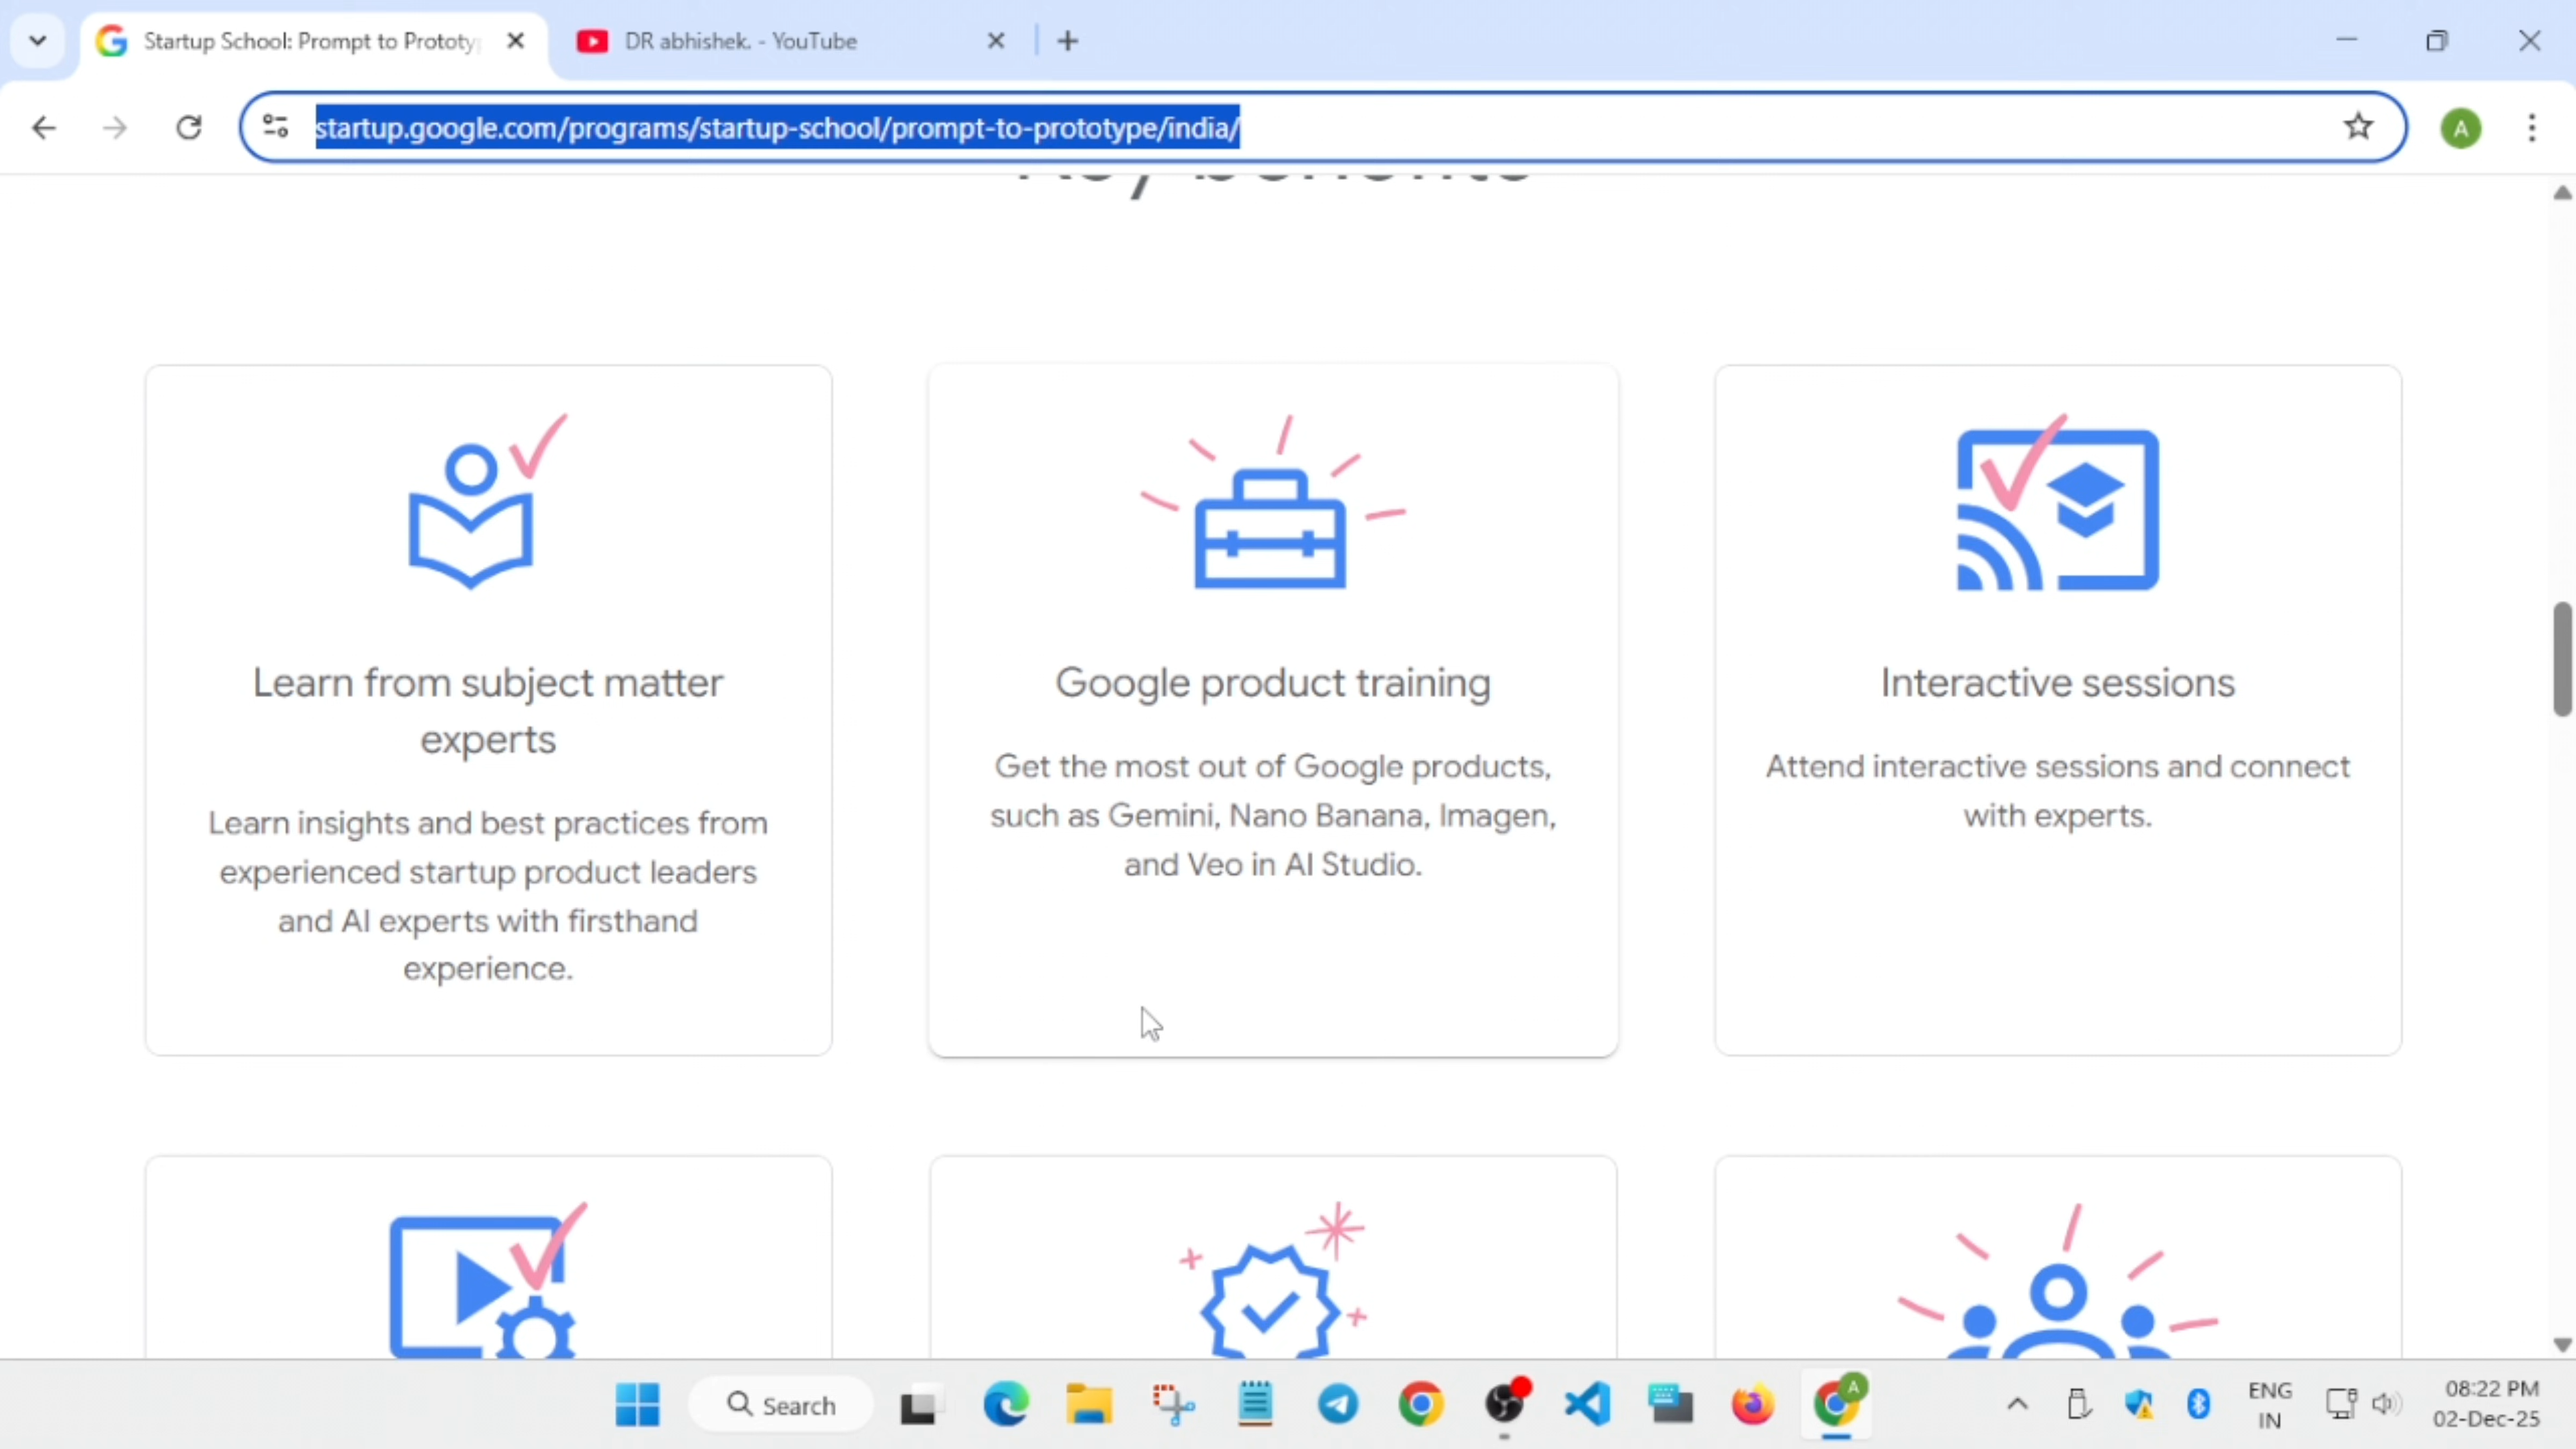 Startup School: Prompt to Prototyp
DR abhishek. - YouTube
startup.google.com/programs/startup-school/prompt-to-prototype/india/
A
Key benefits
Learn from subject matter
experts
Learn insights and best practices from
experienced startup product leaders
and AI experts with firsthand
experience.
Google product training
Get the most out of Google products,
such as Gemini, Nano Banana, Imagen,
and Veo in AI Studio.
Interactive sessions
Attend interactive sessions and connect
with experts.
Search
A
ENG
IN
08:22 PM
02-Dec-25